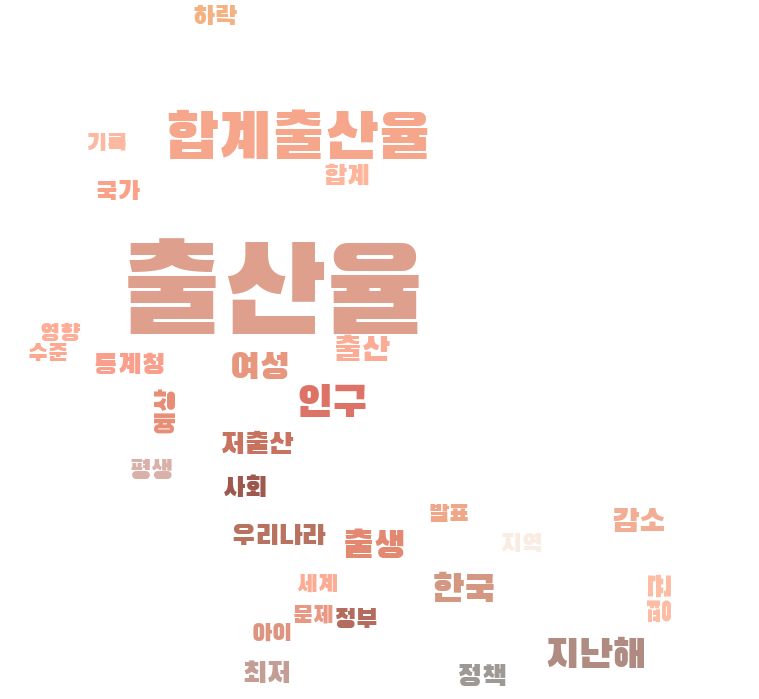 하락
합계출산율
기록
합계
국가
출산율
영향
수준
출산
통계청
여성
인구
저출산
평생
사회
발표
감소
우리나라
출생
지역
세계
한국
문제
정부
아이
지난해
최저
정책